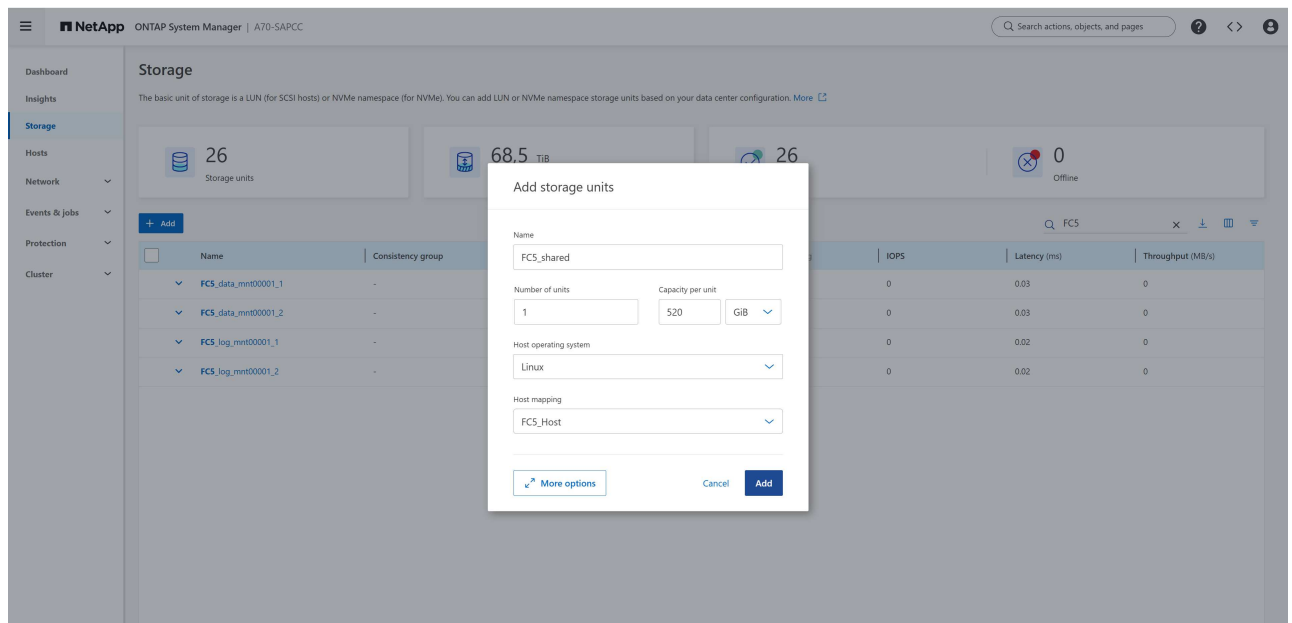 NetApp ONTAP System Manager | A70-SAPCC
Search actions, objects, and pages
Dashboard
Insights
Storage
Hosts
Network
Events & jobs
Protection
Cluster
Storage
The basic unit of storage is a LUN (for SCSI hosts) or NVMe namespace (for NVMe). You can add LUN or NVMe namespace storage units based on your data center configuration. More
26
Storage units
68,5 TiB
26
0
Offline
+ Add
FC5
Name Consistency group IOPS Latency (ms) Throughput (MB/s)
FC5_data_mnt00001_1 - 0 0.03 0
FC5_data_mnt00001_2 - 0 0.03 0
FC5_log_mnt00001_1 - 0 0.02 0
FC5_log_mnt00001_2 - 0 0.02 0
Add storage units
Name
FC5_shared
Number of units Capacity per unit
1 520 GiB
Host operating system
Linux
Host mapping
FC5_Host
More options Cancel Add